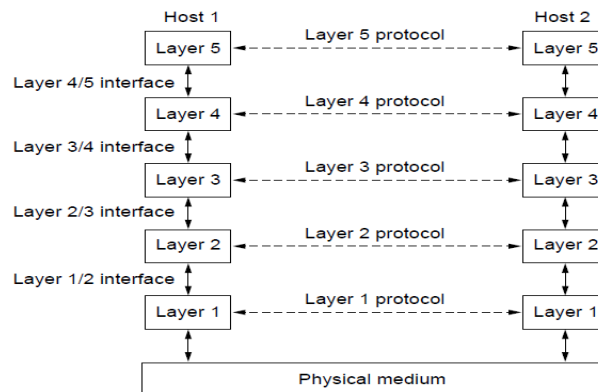 Host 1 Host 2
Layer 5 Layer 5 protocol Layer 5
Layer 4/5 interface
Layer 4 Layer 4 protocol Layer 4
Layer 3/4 interface
Layer 3 Layer 3 protocol Layer 3
Layer 2/3 interface
Layer 2 Layer 2 protocol Layer 2
Layer 1/2 interface
Layer 1 Layer 1 protocol Layer 1
Physical medium